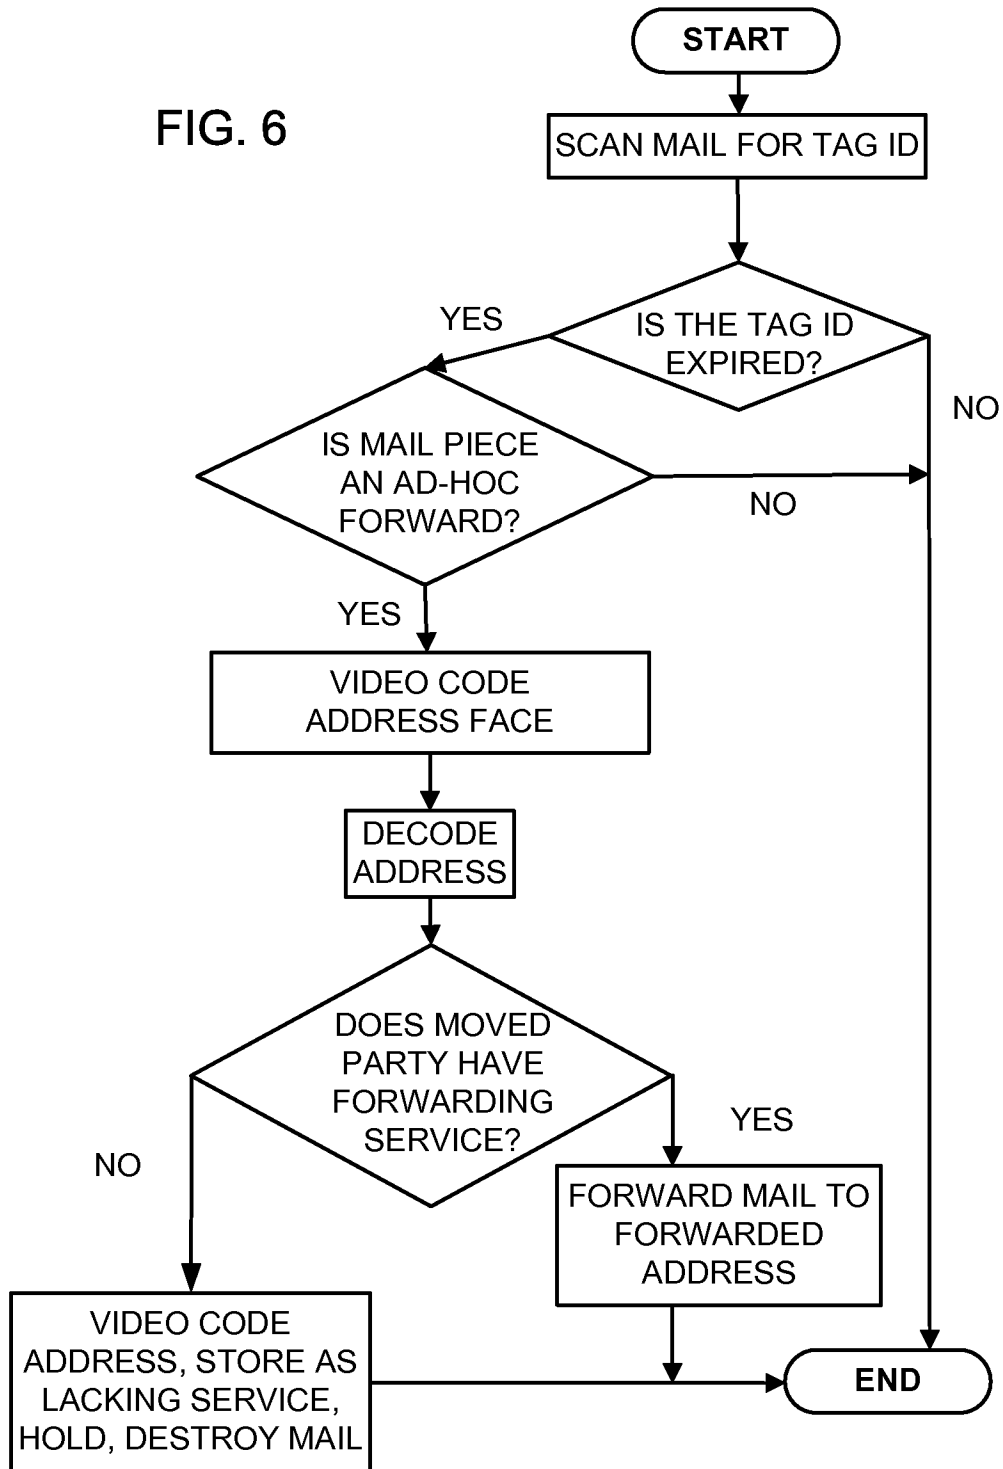 START
FIG. 6
SCAN MAIL FOR TAG ID
YES
IS THE TAG ID
EXPIRED?
NO
IS MAIL PIECE
AN AD-HOC
FORWARD?
NO
YES
VIDEO CODE
ADDRESS FACE
DECODE
ADDRESS
DOES MOVED
PARTY HAVE
FORWARDING
SERVICE?
YES
NO
FORWARD MAIL TO
FORWARDED
ADDRESS
VIDEO CODE
ADDRESS, STORE AS
LACKING SERVICE,
HOLD, DESTROY MAIL
END